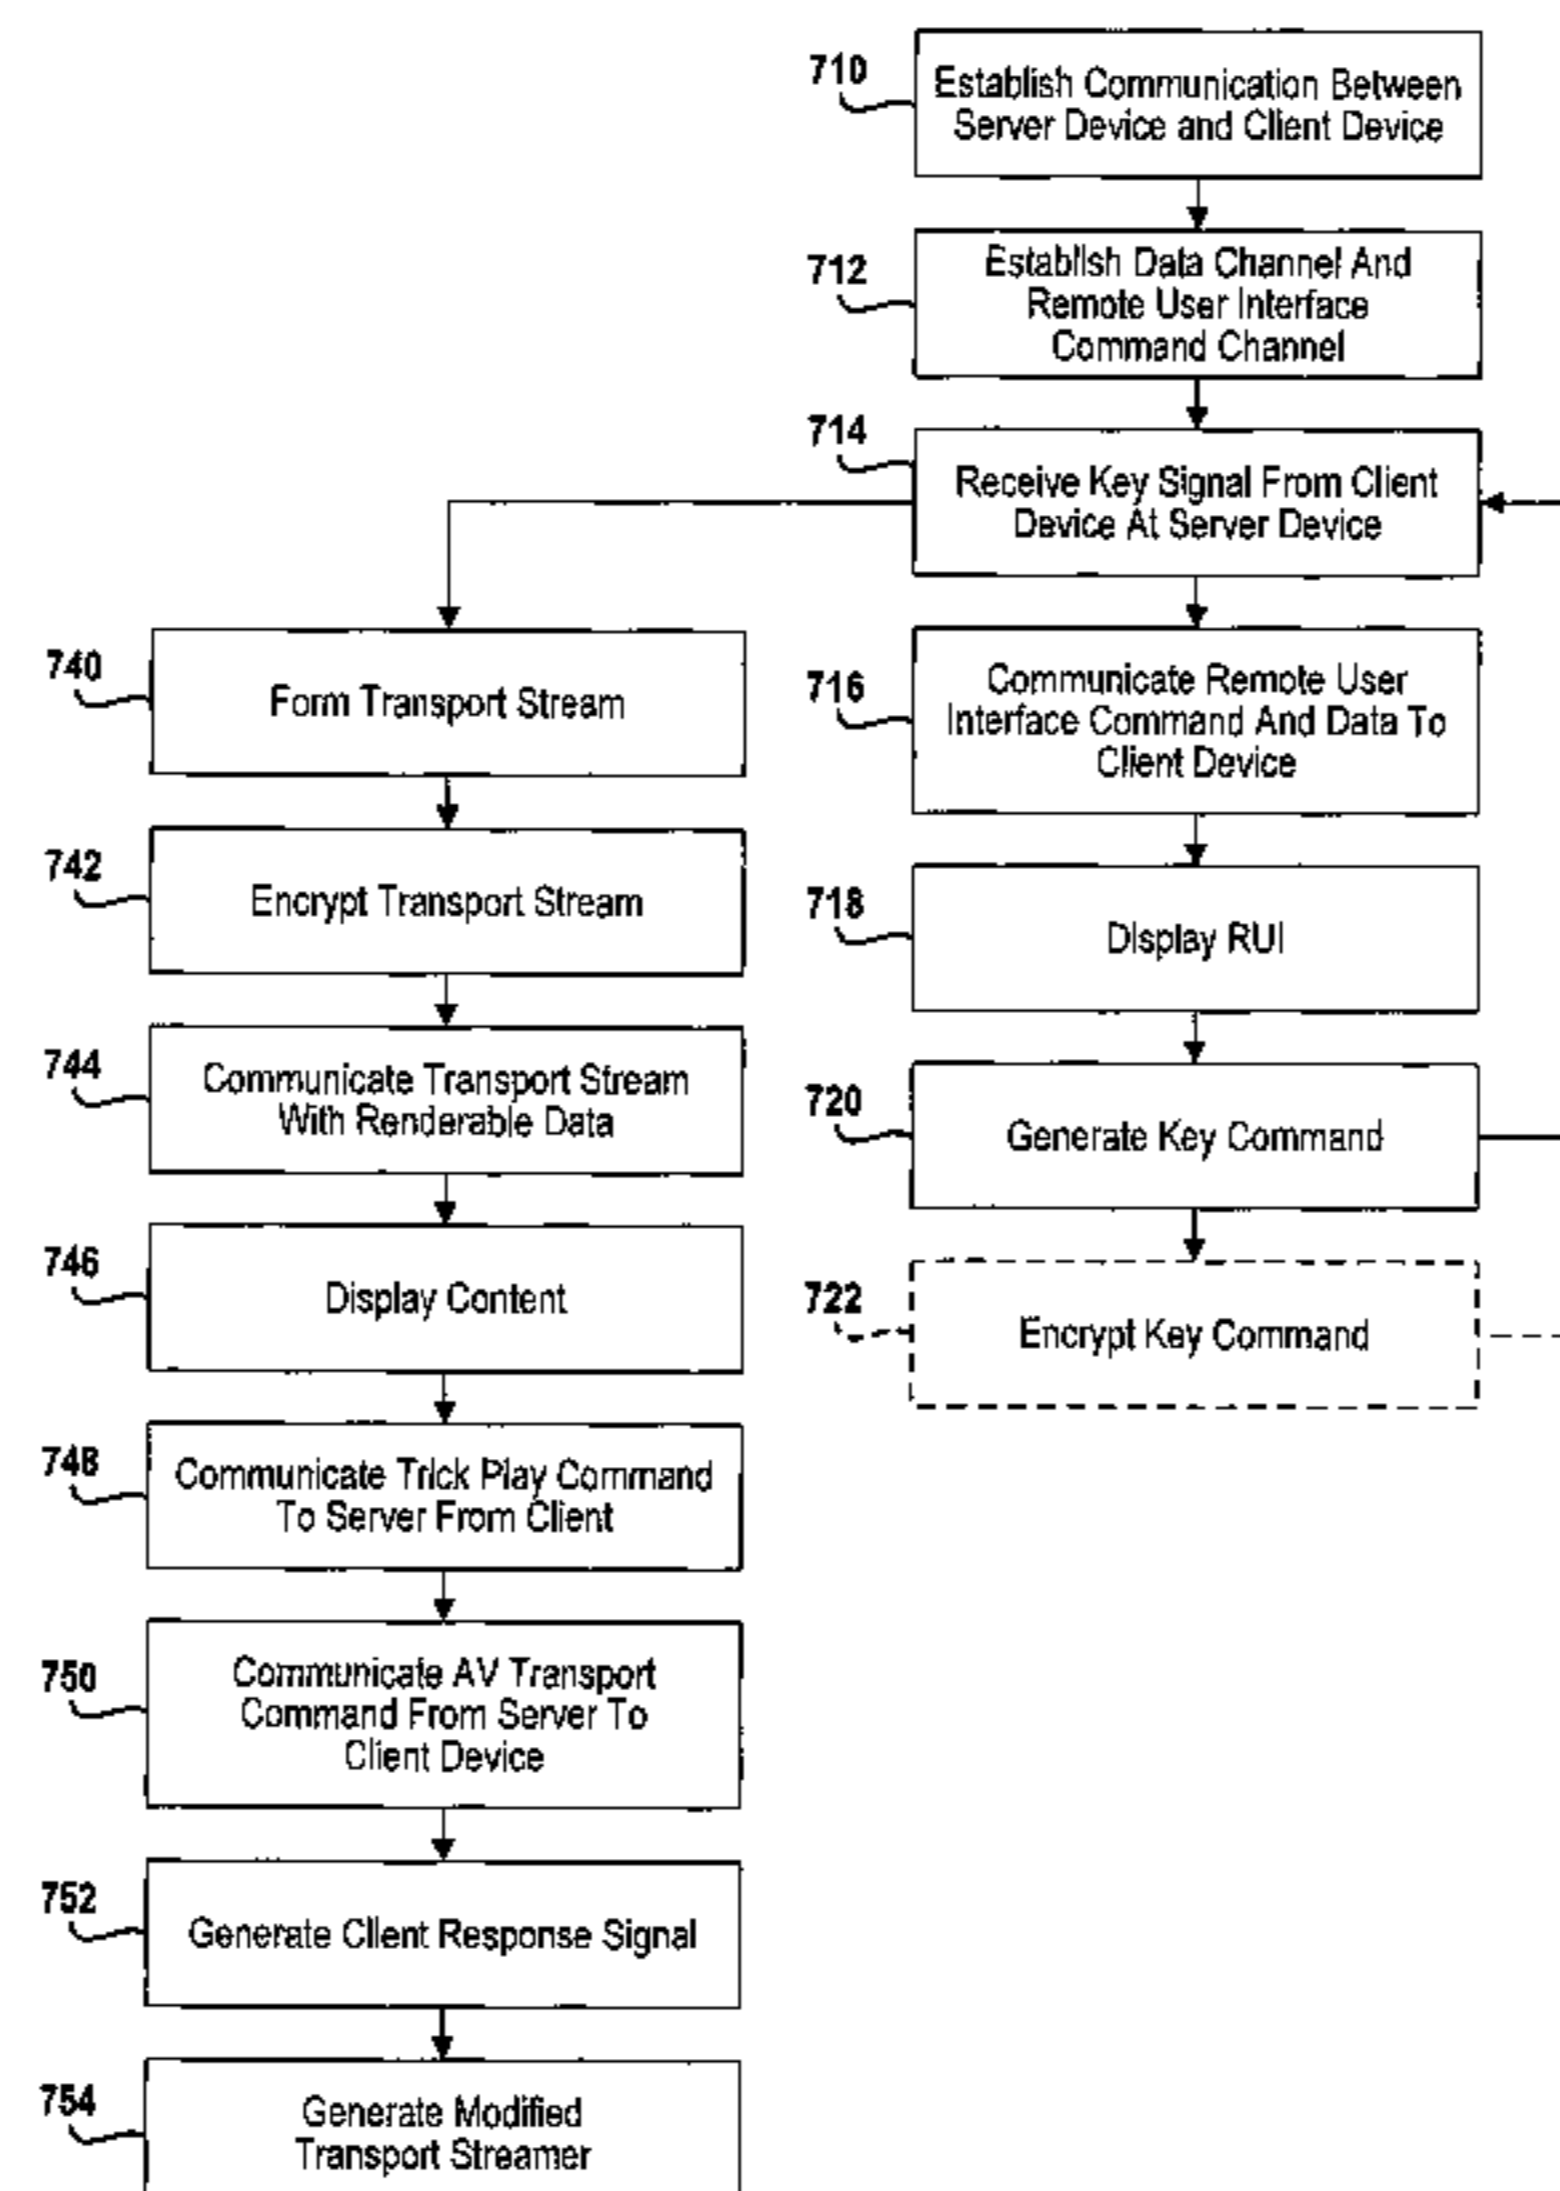 710
Establish Communication Between
Server Device and Client Device
712
Establish Data Channel And
Remote User Interface
Command Channel
714
Receive Key Signal From Client
Device At Server Device
716
Communicate Remote User
Interface Command And Data To
Client Device
718
Display RUI
720
Generate Key Command
722
Encrypt Key Command
740
Form Transport Stream
742
Encrypt Transport Stream
744
Communicate Transport Stream
With Renderable Data
746
Display Content
748
Communicate Trick Play Command
To Server From Client
750
Communicate AV Transport
Command From Server To
Client Device
752
Generate Client Response Signal
754
Generate Modified
Transport Streamer